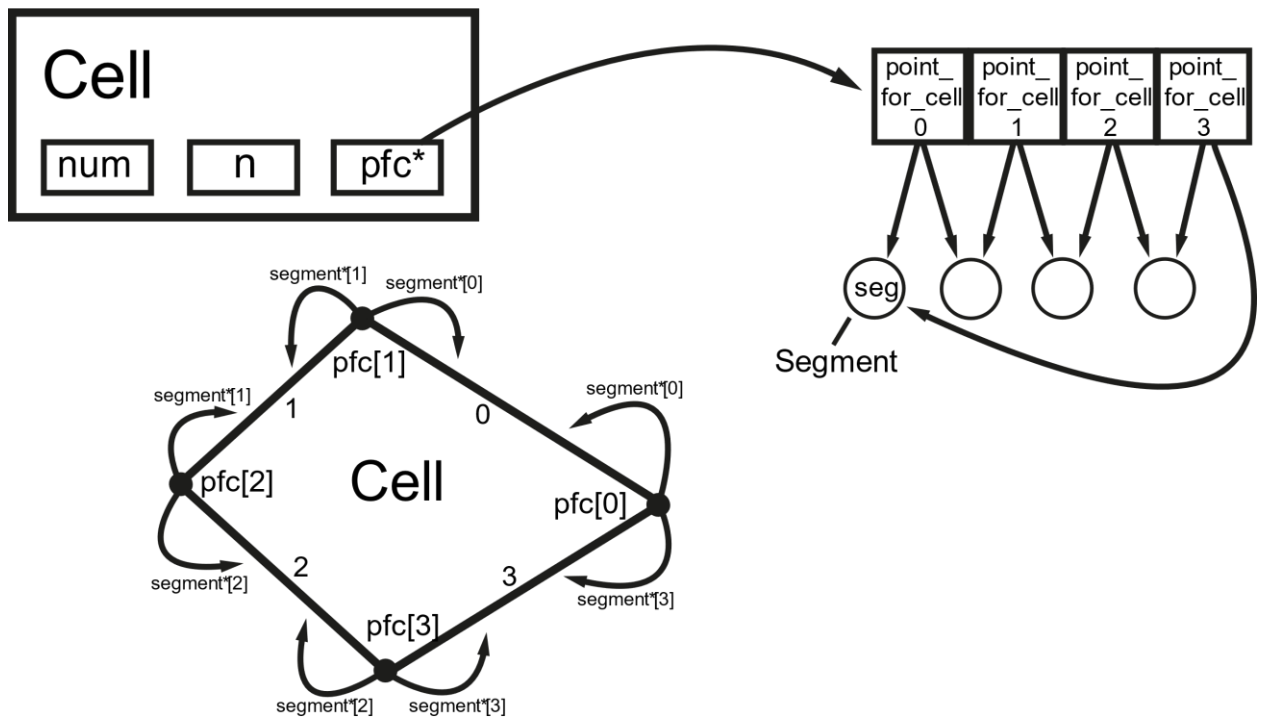 Cell
num
n
pfc*
point_
for_cell
0
point_
for_cell
1
point_
for_cell
2
point_
for_cell
3
seg
Segment
segment*[1]
segment*[0]
pfc[1]
segment*[1]
1
0
segment*[0]
pfc[2]
Cell
pfc[0]
segment*[2]
2
3
segment*[3]
pfc[3]
segment*[2]
segment*[3]